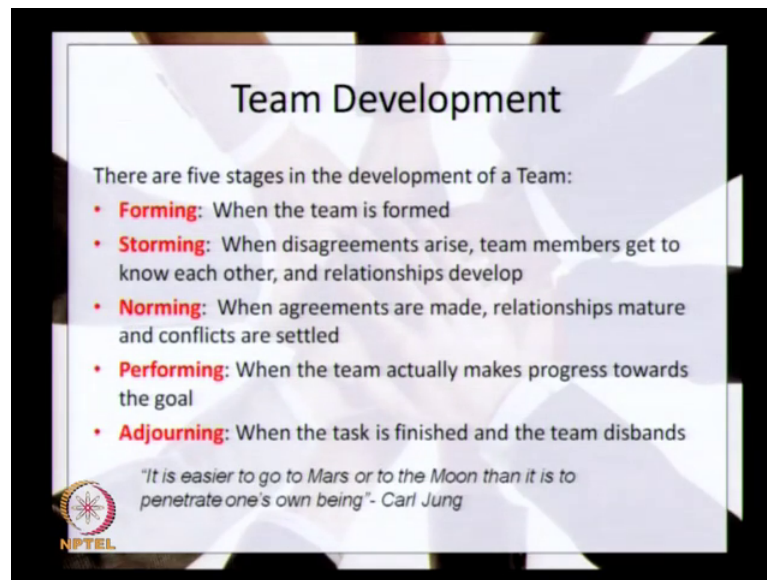 Team Development
There are five stages in the development of a Team:
• Forming: When the team is formed
• Storming: When disagreements arise, team members get to
know each other, and relationships develop
• Norming: When agreements are made, relationships mature
and conflicts are settled
• Performing: When the team actually makes progress towards
the goal
• Adjourning: When the task is finished and the team disbands
"It is easier to go to Mars or to the Moon than it is to
penetrate one's own being"- Carl Jung
NPTEL